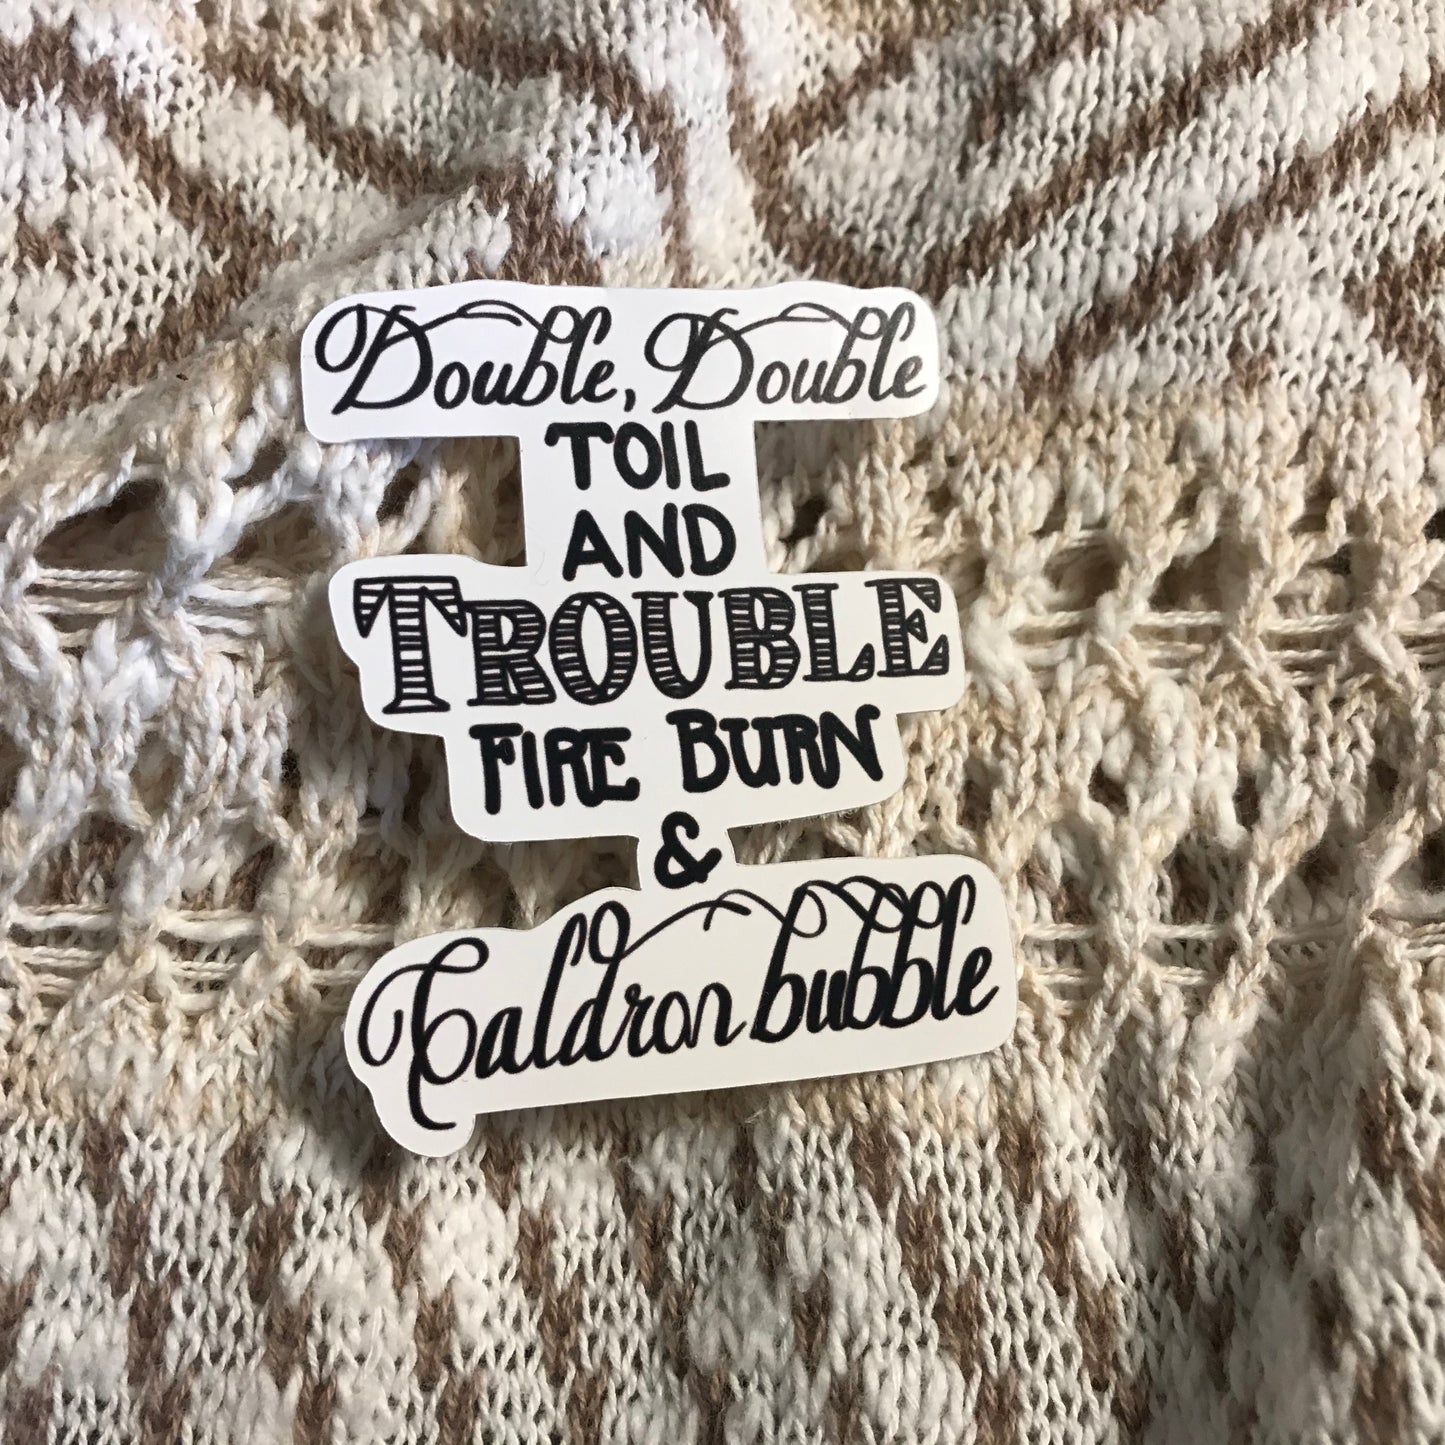 Double, Double
TOIL
AND
TROUBLE
FIRE BURN
&
Caldron bubble